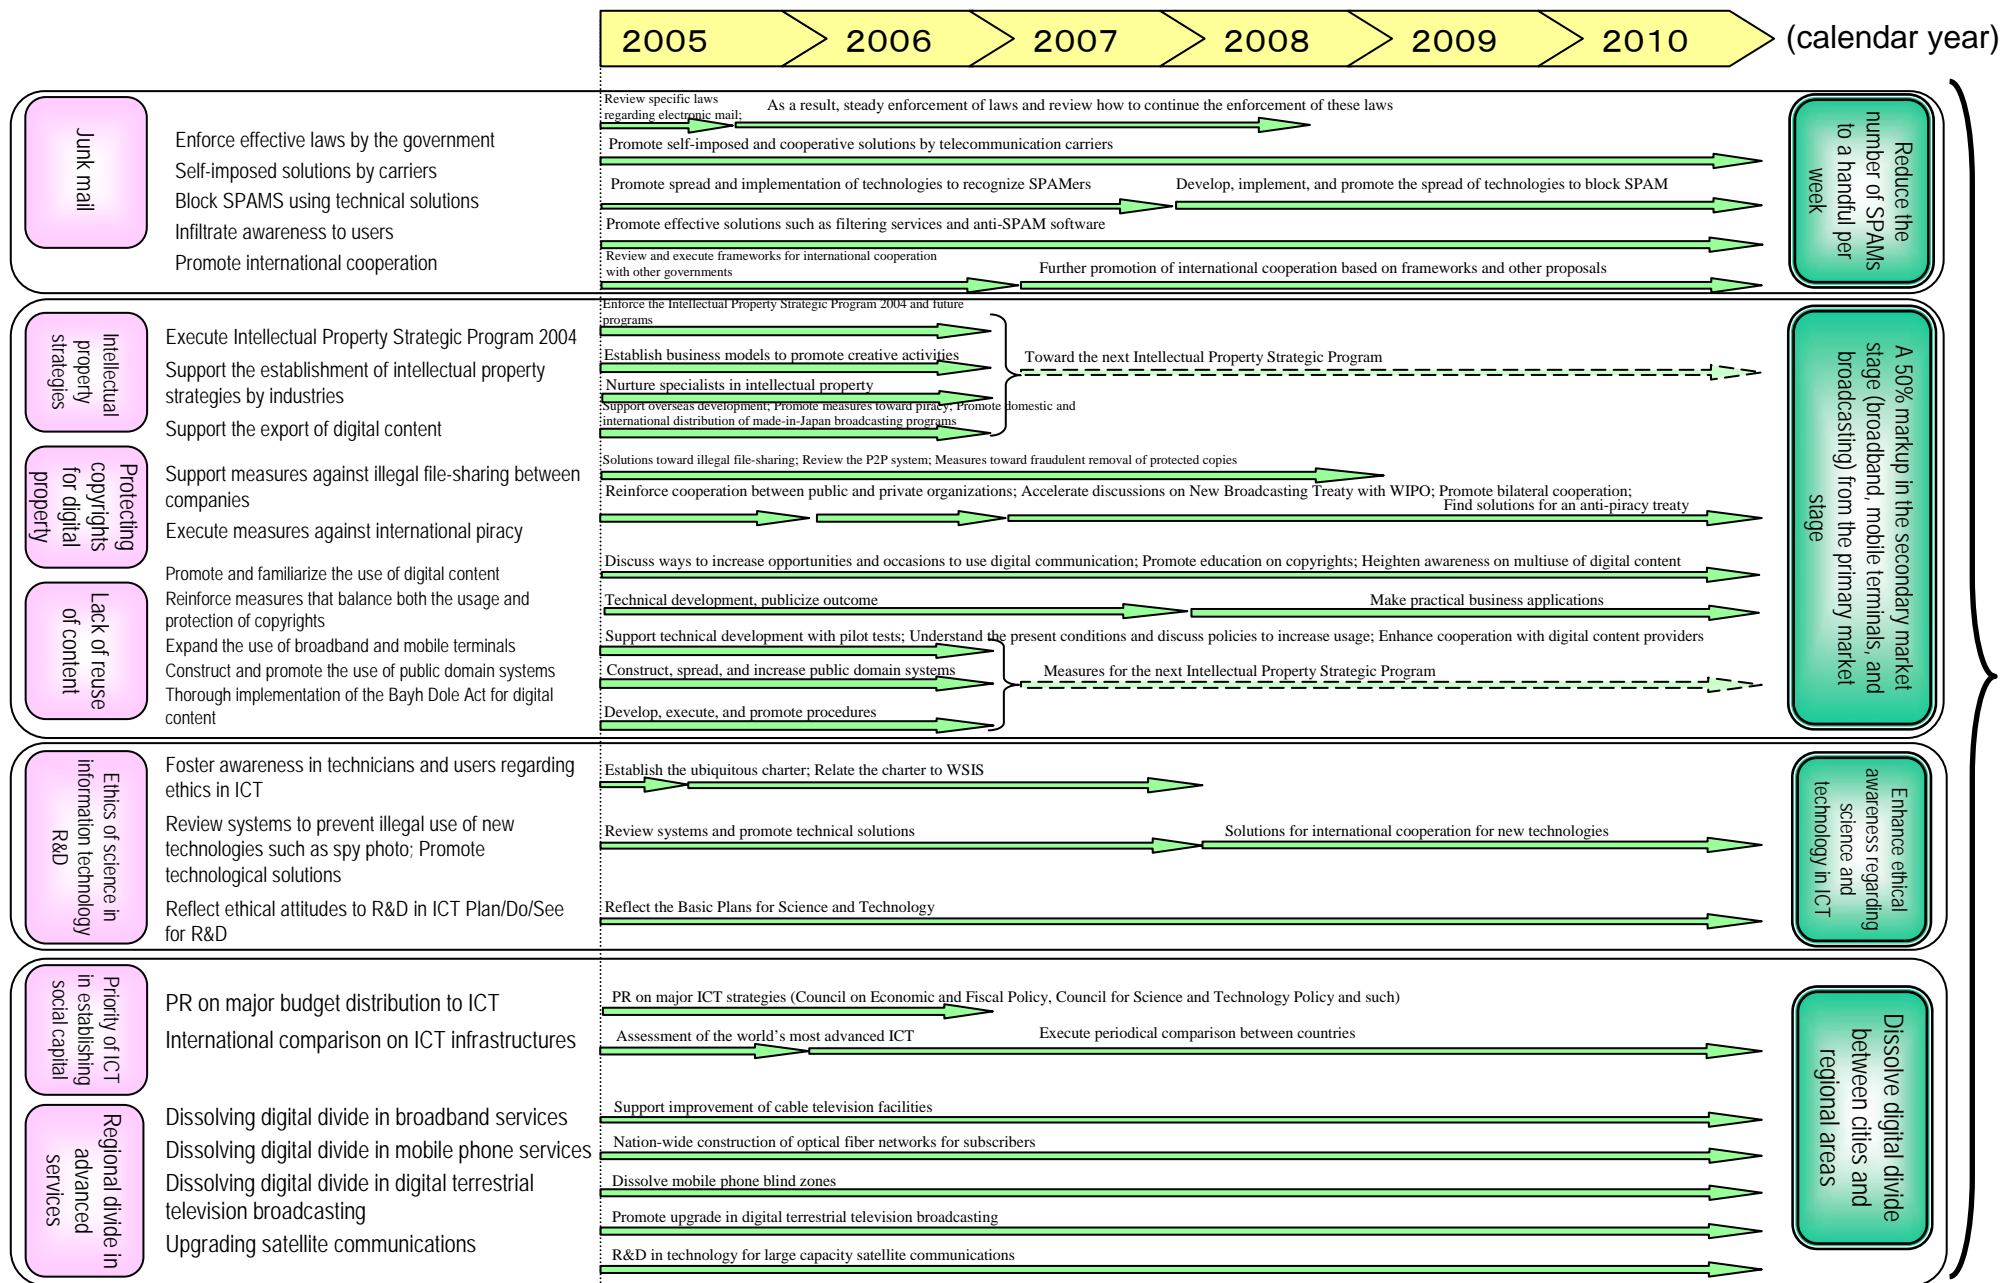 2005
2006
2007
2008
2009
2010
(calendar year)
Junk mail
Enforce effective laws by the government
Self-imposed solutions by carriers
Block SPAMS using technical solutions
Infiltrate awareness to users
Promote international cooperation
Review specific laws
regarding electronic mail;
As a result, steady enforcement of laws and review how to continue the enforcement of these laws
Promote self-imposed and cooperative solutions by telecommunication carriers
Promote spread and implementation of technologies to recognize SPAMers
Develop, implement, and promote the spread of technologies to block SPAM
Promote effective solutions such as filtering services and anti-SPAM software
Review and execute frameworks for international cooperation
with other governments
Further promotion of international cooperation based on frameworks and other proposals
Reduce the
number of SPAMs
to a handful per
week
Intellectual
property
strategies
Execute Intellectual Property Strategic Program 2004
Support the establishment of intellectual property
strategies by industries
Support the export of digital content
Enforce the Intellectual Property Strategic Program 2004 and future
programs
Establish business models to promote creative activities
Nurture specialists in intellectual property
Support overseas development; Promote measures toward piracy; Promote domestic and
international distribution of made-in-Japan broadcasting programs
Toward the next Intellectual Property Strategic Program
Protecting
copyrights
for digital
property
Support measures against illegal file-sharing between
companies
Execute measures against international piracy
Solutions toward illegal file-sharing; Review the P2P system; Measures toward fraudulent removal of protected copies
Reinforce cooperation between public and private organizations; Accelerate discussions on New Broadcasting Treaty with WIPO; Promote bilateral cooperation;
Find solutions for an anti-piracy treaty
Lack of reuse
of content
Promote and familiarize the use of digital content
Reinforce measures that balance both the usage and
protection of copyrights
Expand the use of broadband and mobile terminals
Construct and promote the use of public domain systems
Thorough implementation of the Bayh Dole Act for digital
content
Discuss ways to increase opportunities and occasions to use digital communication; Promote education on copyrights; Heighten awareness on multiuse of digital content
Technical development, publicize outcome
Make practical business applications
Support technical development with pilot tests; Understand the present conditions and discuss policies to increase usage; Enhance cooperation with digital content providers
Construct, spread, and increase public domain systems
Measures for the next Intellectual Property Strategic Program
Develop, execute, and promote procedures
A 50% markup in the secondary market
stage (broadband, mobile terminals, and
broadcasting) from the primary market
stage
Ethics of science in
information technology
R&D
Foster awareness in technicians and users regarding
ethics in ICT
Review systems to prevent illegal use of new
technologies such as spy photo; Promote
technological solutions
Reflect ethical attitudes to R&D in ICT Plan/Do/See
for R&D
Establish the ubiquitous charter; Relate the charter to WSIS
Review systems and promote technical solutions
Solutions for international cooperation for new technologies
Reflect the Basic Plans for Science and Technology
Enhance ethical
awareness regarding
science and
technology in ICT
Priority of ICT
in establishing
social capital
PR on major budget distribution to ICT
International comparison on ICT infrastructures
PR on major ICT strategies (Council on Economic and Fiscal Policy, Council for Science and Technology Policy and such)
Assessment of the world's most advanced ICT
Execute periodical comparison between countries
Regional divide in
advanced
services
Dissolving digital divide in broadband services
Dissolving digital divide in mobile phone services
Dissolving digital divide in digital terrestrial
television broadcasting
Upgrading satellite communications
Support improvement of cable television facilities
Nation-wide construction of optical fiber networks for subscribers
Dissolve mobile phone blind zones
Promote upgrade in digital terrestrial television broadcasting
R&D in technology for large capacity satellite communications
Dissolve digital divide
between cities and
regional areas